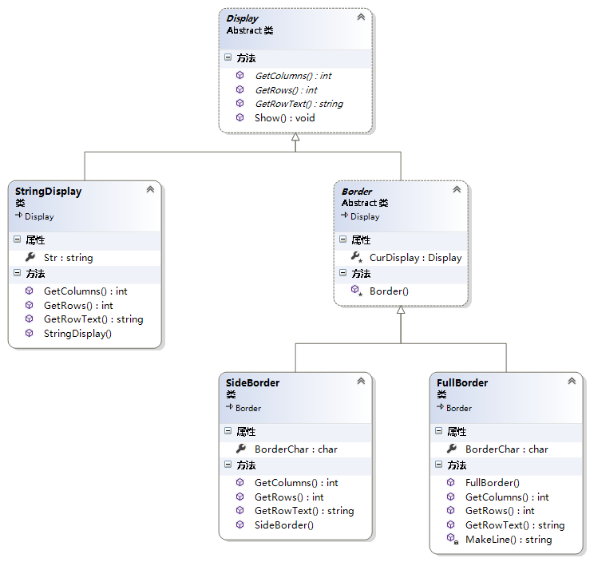 Display
Abstract 类
方法
GetColumns() : int
GetRows() : int
GetRowText() : string
Show() : void
StringDisplay
类
Display
属性
Str : string
方法
GetColumns() : int
GetRows() : int
GetRowText() : string
StringDisplay()
Border
Abstract 类
Display
属性
CurDisplay : Display
方法
Border()
SideBorder
类
Border
属性
BorderChar : char
方法
GetColumns() : int
GetRows() : int
GetRowText() : string
SideBorder()
FullBorder
类
Border
属性
BorderChar : char
方法
FullBorder()
GetColumns() : int
GetRows() : int
GetRowText() : string
MakeLine() : string